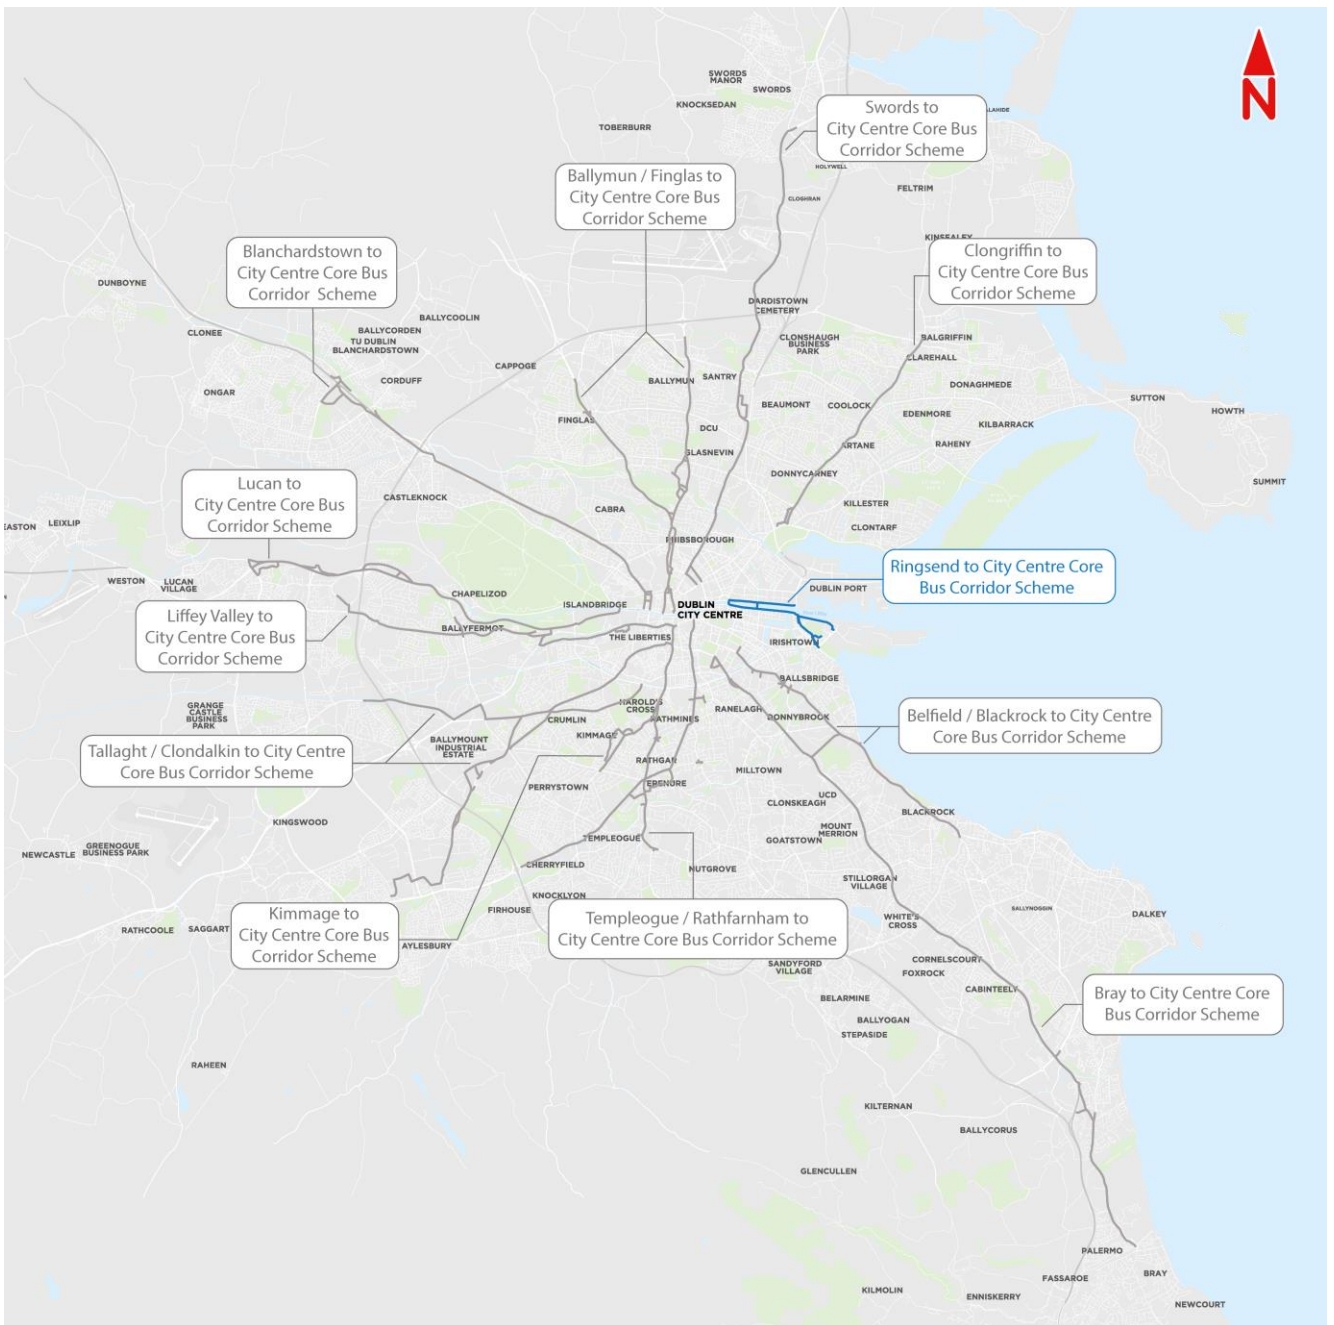 N
SWORDS
MANOR
SWORDS
KNOCKSEDAN
TOBERBURR
Swords to
City Centre Core Bus
Corridor Scheme
ALAHIDE
HOLYWELL
FELTRIM
CLOGHRAN
Ballymun / Finglas to
City Centre Core Bus
Corridor Scheme
KINSEALEY
Clongriffin to
City Centre Core Bus
Corridor Scheme
Blanchardstown to
City Centre Core Bus
Corridor Scheme
DUNBOYNE
DARDISTOWN
CEMETERY
BALLYCOOLIN
CLONEE
BALLYCORDEN
TU DUBLIN
BLANCHARDSTOWN
CLONSHAUGH
BUSINESS
PARK
BALGRIFFIN
CLAREHALL
CAPPOGE
CORDUFF
BALLYMUN
SANTRY
DONAGHMEDE
ONGAR
SUTTON
HOWTH
BEAUMONT
COOLOCK
EDENMORE
KILBARRACK
FINGLAS
DCU
ARTANE
RAHENY
GLASNEVIN
DONNYCARNEY
SUMMIT
Lucan to
City Centre Core Bus
Corridor Scheme
CASTLEKNOCK
CABRA
KILLESTER
CLONTARF
EASTON
LEIXLIP
PHIBSBOROUGH
Ringsend to City Centre Core
Bus Corridor Scheme
WESTON
LUCAN
VILLAGE
CHAPELIZOD
ISLANDBRIDGE
DUBLIN
CITY CENTRE
DUBLIN PORT
Liffey Valley to
City Centre Core Bus
Corridor Scheme
BALLYFERMOT
THE LIBERTIES
IRISHTOWN
BALLSBRIDGE
GRANGE
CASTLE
BUSINESS
PARK
HAROLD'S
CROSS
RANELAGH
DONNYBROOK
CRUMLIN
RATHMINES
Belfield / Blackrock to City Centre
Core Bus Corridor Scheme
Tallaght / Clondalkin to City Centre
Core Bus Corridor Scheme
BALLYMOUNT
INDUSTRIAL
ESTATE
KIMMAGE
RATHGAR
MILLTOWN
PERRYSTOWN
TERENURE
UCD
CLONSKEAGH
BLACKROCK
KINGSWOOD
MOUNT
MERRION
GOATSTOWN
TEMPLEOGUE
NEWCASTLE
GREENOGUE
BUSINESS PARK
CHERRYFIELD
NUTGROVE
STILLORGAN
VILLAGE
KNOCKLYON
FIRHOUSE
SALLYNOGGIN
DALKEY
Kimmage to
City Centre Core Bus
Corridor Scheme
Templeogue / Rathfarnham to
City Centre Core Bus Corridor Scheme
WHITE'S
CROSS
RATHCOOLE
SAGGART
AYLESBURY
SANDYFORD
VILLAGE
CORNELSCOURT
FOXROCK
CABINTEELY
BELARMINE
Bray to City Centre Core
Bus Corridor Scheme
BALLYOGAN
STEPASIDE
RAHEEN
KILTERNAN
BALLYCORUS
GLENCULLEN
PALERMO
FASSAROE
BRAY
KILMOLIN
ENNISKERRY
NEWCOURT